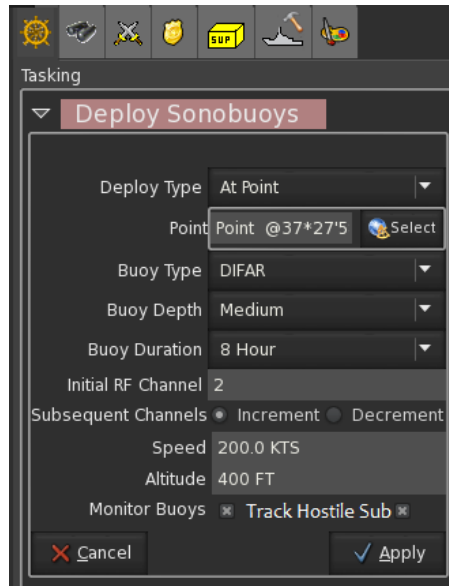 SUP
Tasking
Deploy Sonobuoys
Deploy Type At Point
Point Point @37*27'5 Select
Buoy Type DIFAR
Buoy Depth Medium
Buoy Duration 8 Hour
Initial RF Channel 2
Subsequent Channels Increment Decrement
Speed 200.0 KTS
Altitude 400 FT
Monitor Buoys Track Hostile Sub
Cancel Apply